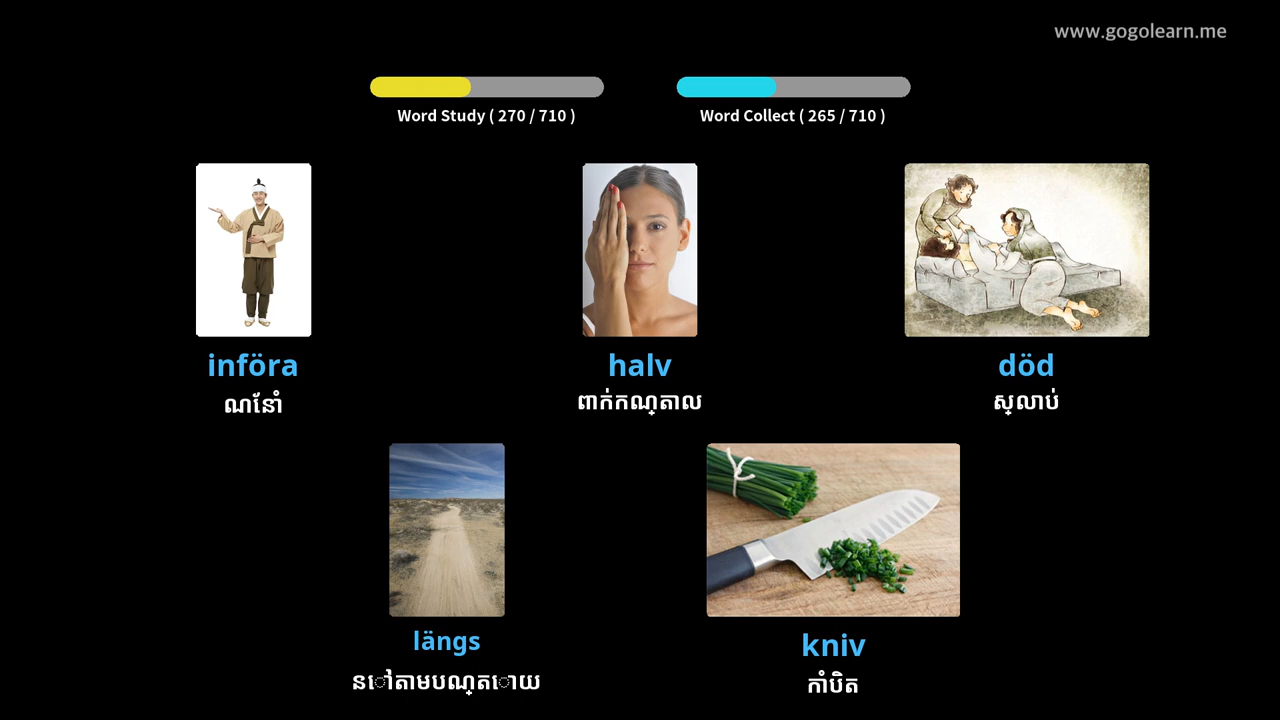 www.gogolearn.me
Word Study ( 270 / 710 )
Word Collect ( 265 / 710 )
införa
ណែនាំ
halv
ពាក់កណ្តាល
död
ស្លាប់
längs
នៅតាមបណ្តោយ
kniv
កាំបិត